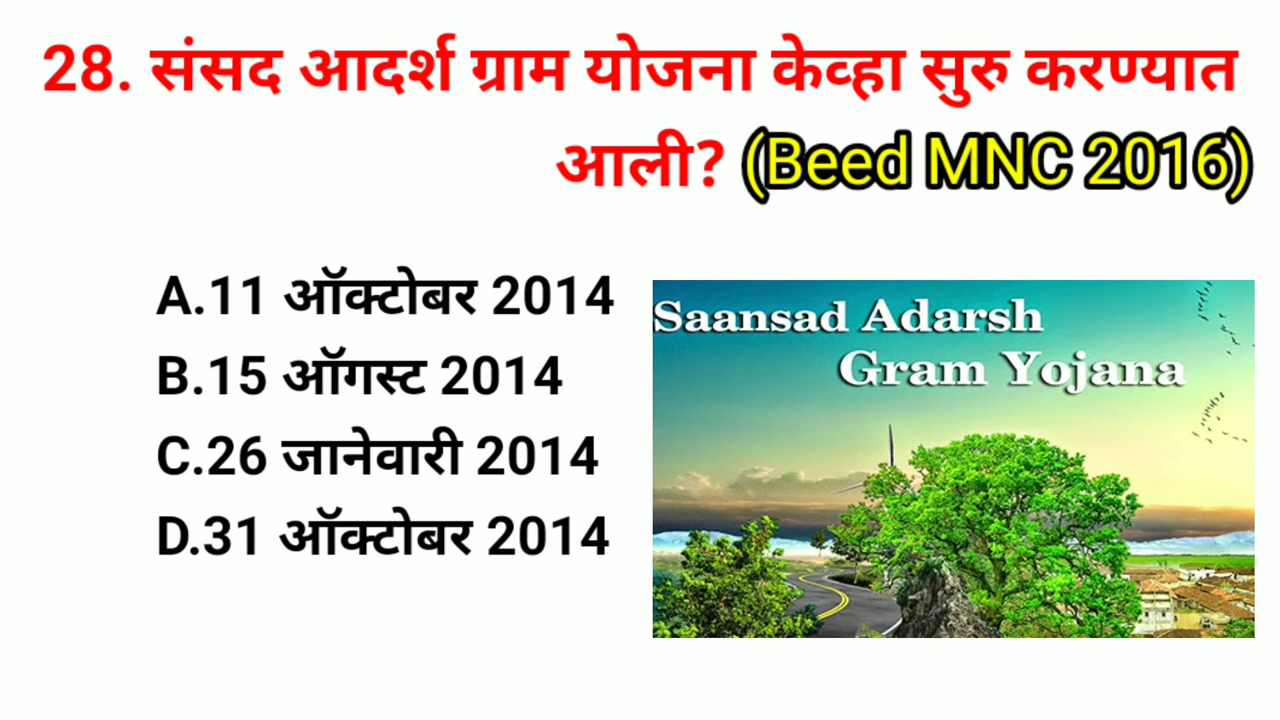 28. संसद आदर्श ग्राम योजना केव्हा सुरु करण्यात
आली? (Beed MNC 2016)
A.11 ऑक्टोबर 2014
B.15 ऑगस्ट 2014
C.26 जानेवारी 2014
D.31 ऑक्टोबर 2014
Saansad Adarsh
Gram Yojana